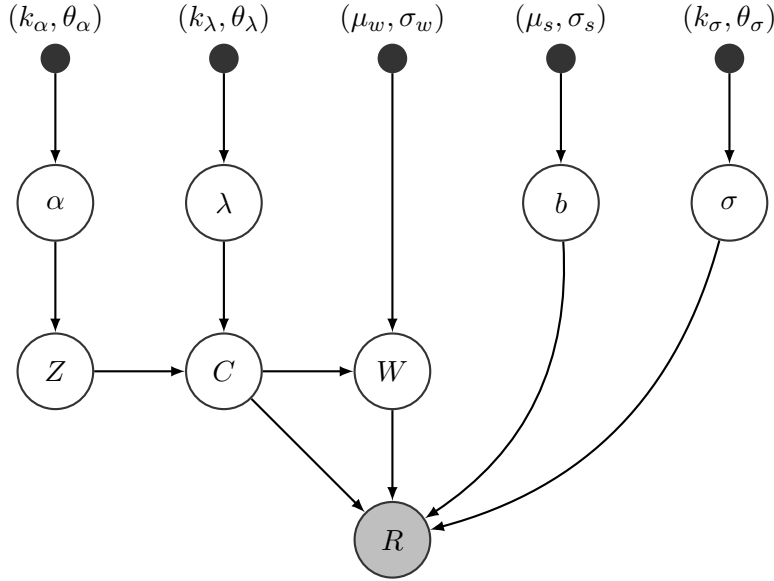 (k_α, θ_α) (k_λ, θ_λ) (μ_w, σ_w) (μ_s, σ_s) (k_σ, θ_σ)
α λ b σ
Z C W
R